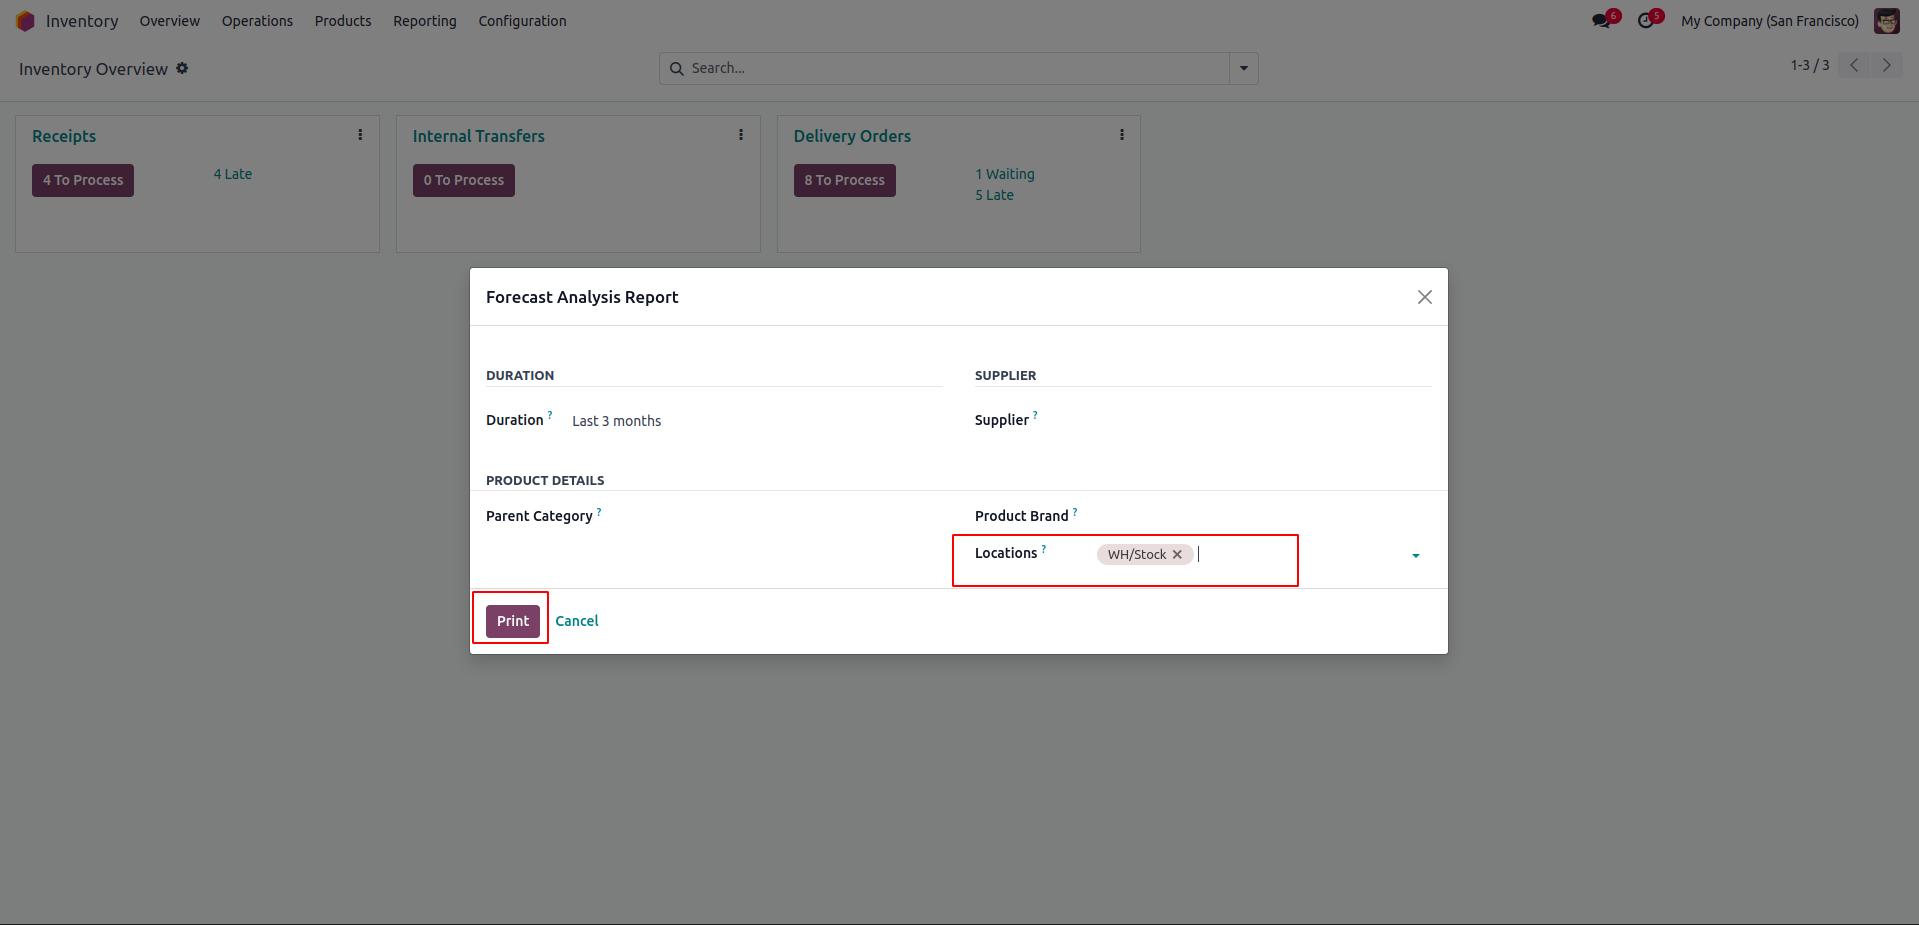 Inventory Overview Operations Products Reporting Configuration 6 5 My Company (San Francisco)
Inventory Overview Search... 1-3 / 3
Receipts Internal Transfers Delivery Orders
4 To Process 4 Late 0 To Process 8 To Process 1 Waiting
5 Late
Forecast Analysis Report
DURATION SUPPLIER
Duration ? Last 3 months Supplier ?
PRODUCT DETAILS
Parent Category ? Product Brand ?
Locations ? WH/Stock
Print Cancel